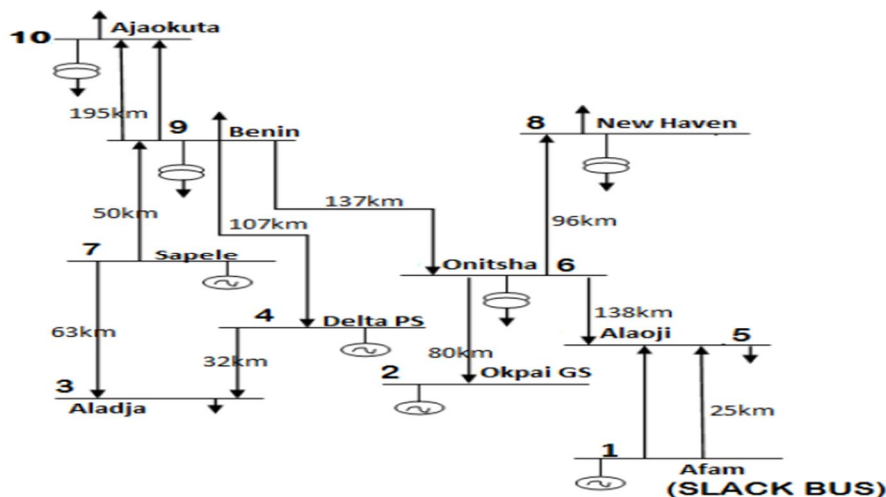 10 Ajaokuta
195km
9 Benin
8 New Haven
50km
107km
137km
96km
7 Sapele
Onitsha 6
63km
4 Delta PS
138km
Alaoji 5
32km
80km
3
Aladja
2 Okpai GS
25km
1
Afam
(SLACK BUS)